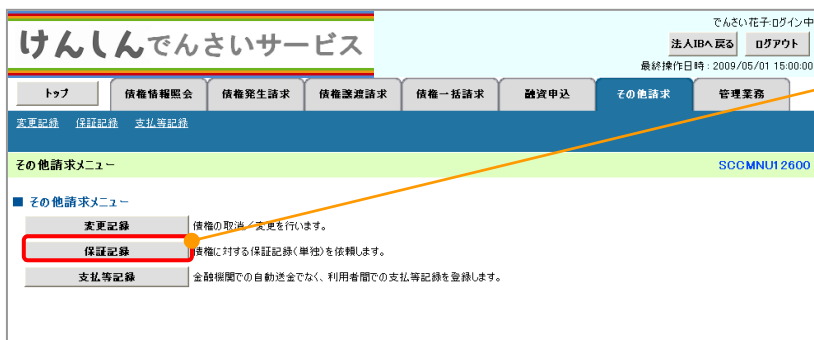 でんさい花子:ログイン中
けんしんでんさいサービス
法人IBへ戻る ログアウト
最終操作日時:2009/05/01 15:00:00
トップ 債権情報照会 債権発生請求 債権譲渡請求 債権一括請求 融資申込 その他請求 管理業務
変更記録 保証記録 支払等記録
その他請求メニュー SCCMNU12600
■ その他請求メニュー
変更記録 債権の取消/変更を行います。
保証記録 債権に対する保証記録(単独)を依頼します。
支払等記録 金融機関での自動送金でなく、利用者間での支払等記録を登録します。